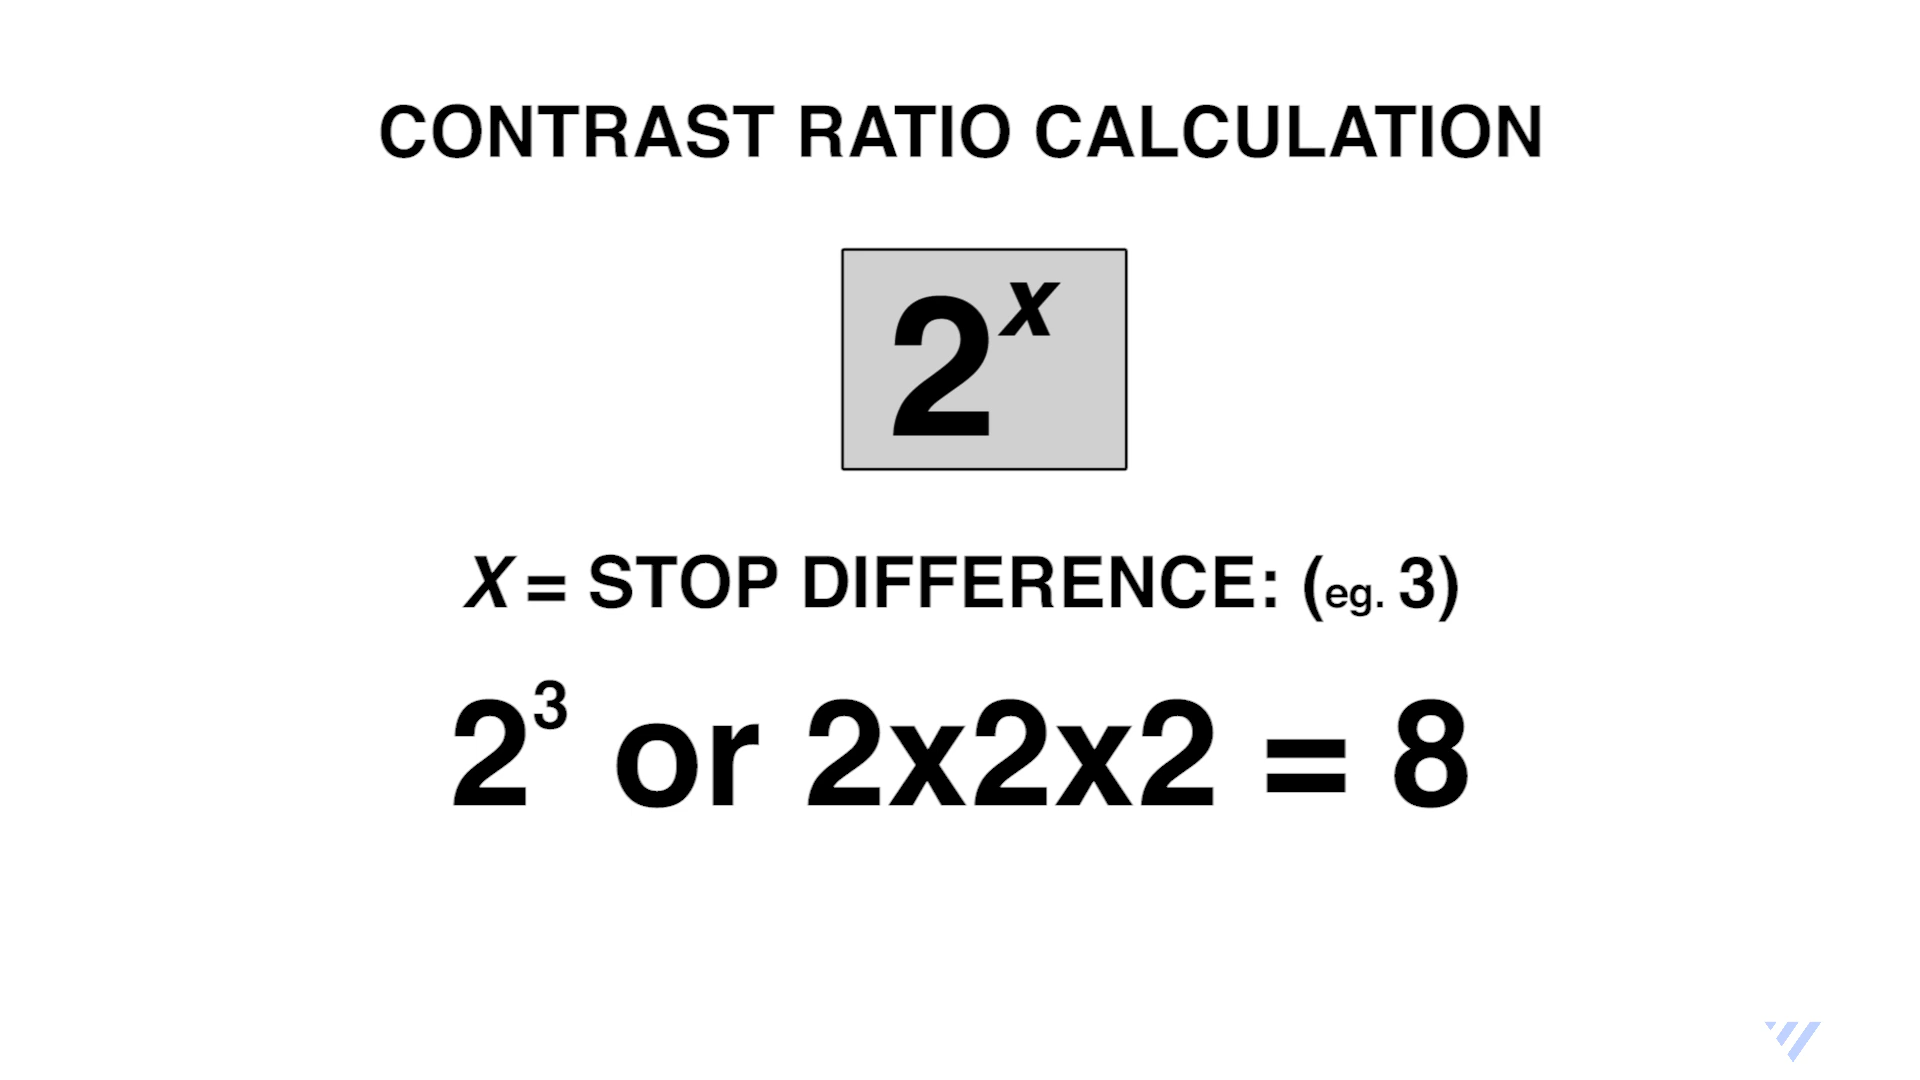 CONTRAST RATIO CALCULATION
2ˣ
X = STOP DIFFERENCE: (eg. 3)
2³ or 2x2x2 = 8